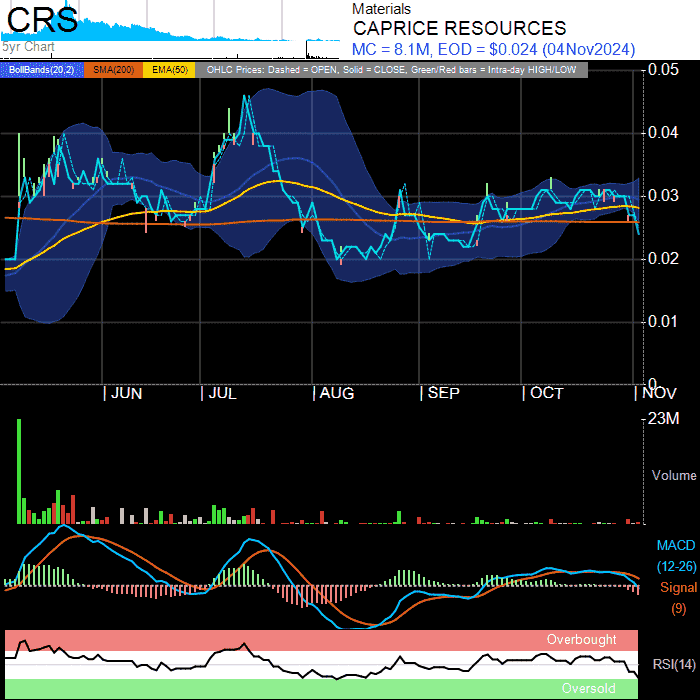 CRS
5yr Chart
Materials
CAPRICE RESOURCES
MC = 8.1M, EOD = $0.024 (04Nov2024)
BollBands(20,2) SMA(200) EMA(50) OHLC Prices: Dashed = OPEN, Solid = CLOSE, Green/Red bars = Intra-day HIGH/LOW
0.05
0.04
0.03
0.02
0.01
0
JUN JUL AUG SEP OCT NOV
23M
Volume
MACD
(12-26)
Signal
(9)
Overbought
RSI(14)
Oversold